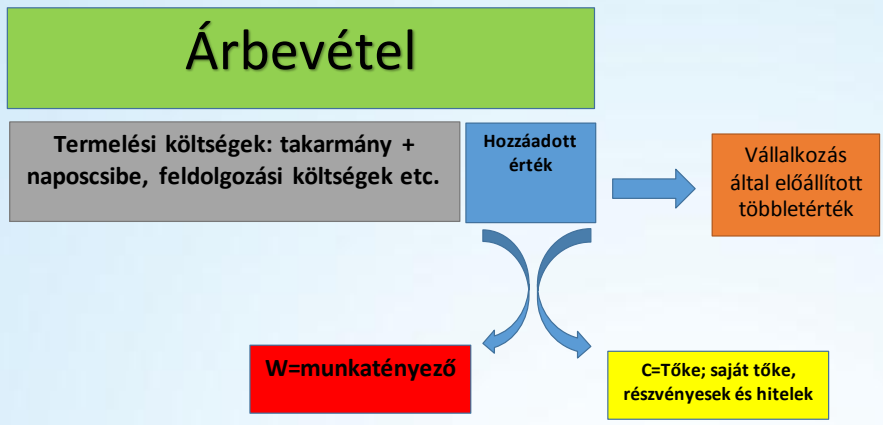 Árbevétel
Termelési költségek: takarmány +
naposcsibe, feldolgozási költségek etc.
Hozzáadott
érték
Vállalkozás
által előállított
többletérték
W=munkatényező
C=Tőke; saját tőke,
részvényesek és hitelek